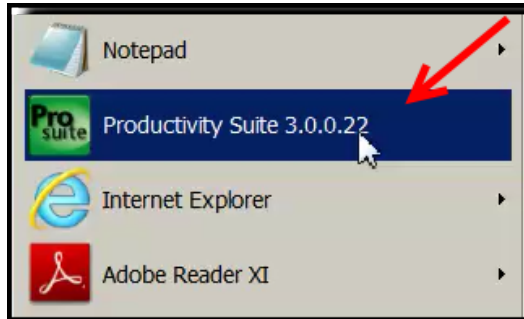 Notepad
Pro
suite
Productivity Suite 3.0.0.22
Internet Explorer
Adobe Reader XI